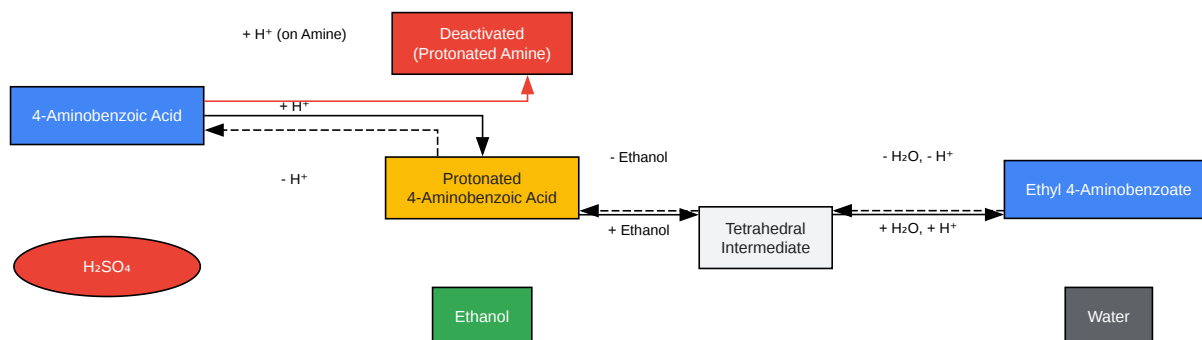 + H⁺ (on Amine)
Deactivated
(Protonated Amine)
4-Aminobenzoic Acid
+ H⁺
- H⁺
Protonated
4-Aminobenzoic Acid
- Ethanol
+ Ethanol
Tetrahedral
Intermediate
- H₂O, - H⁺
+ H₂O, + H⁺
Ethyl 4-Aminobenzoate
H₂SO₄
Ethanol
Water